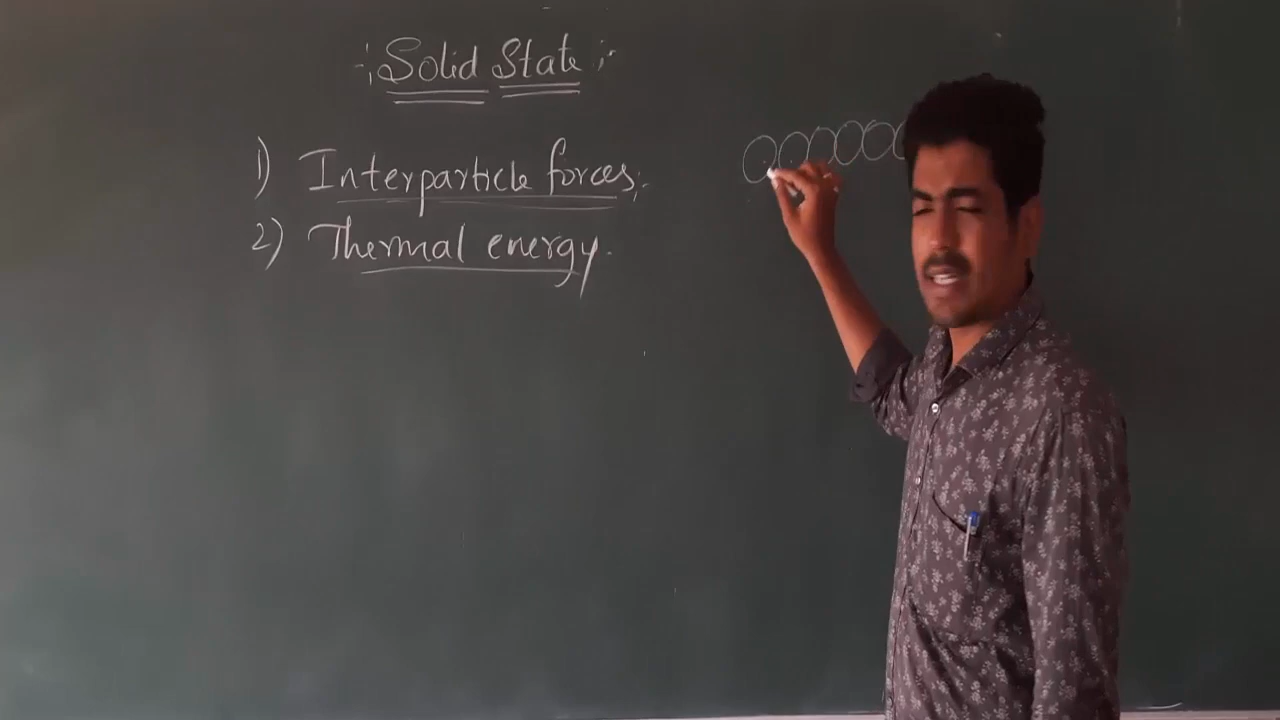 -: Solid State :-
1) Interparticle forces:-
2) Thermal energy.